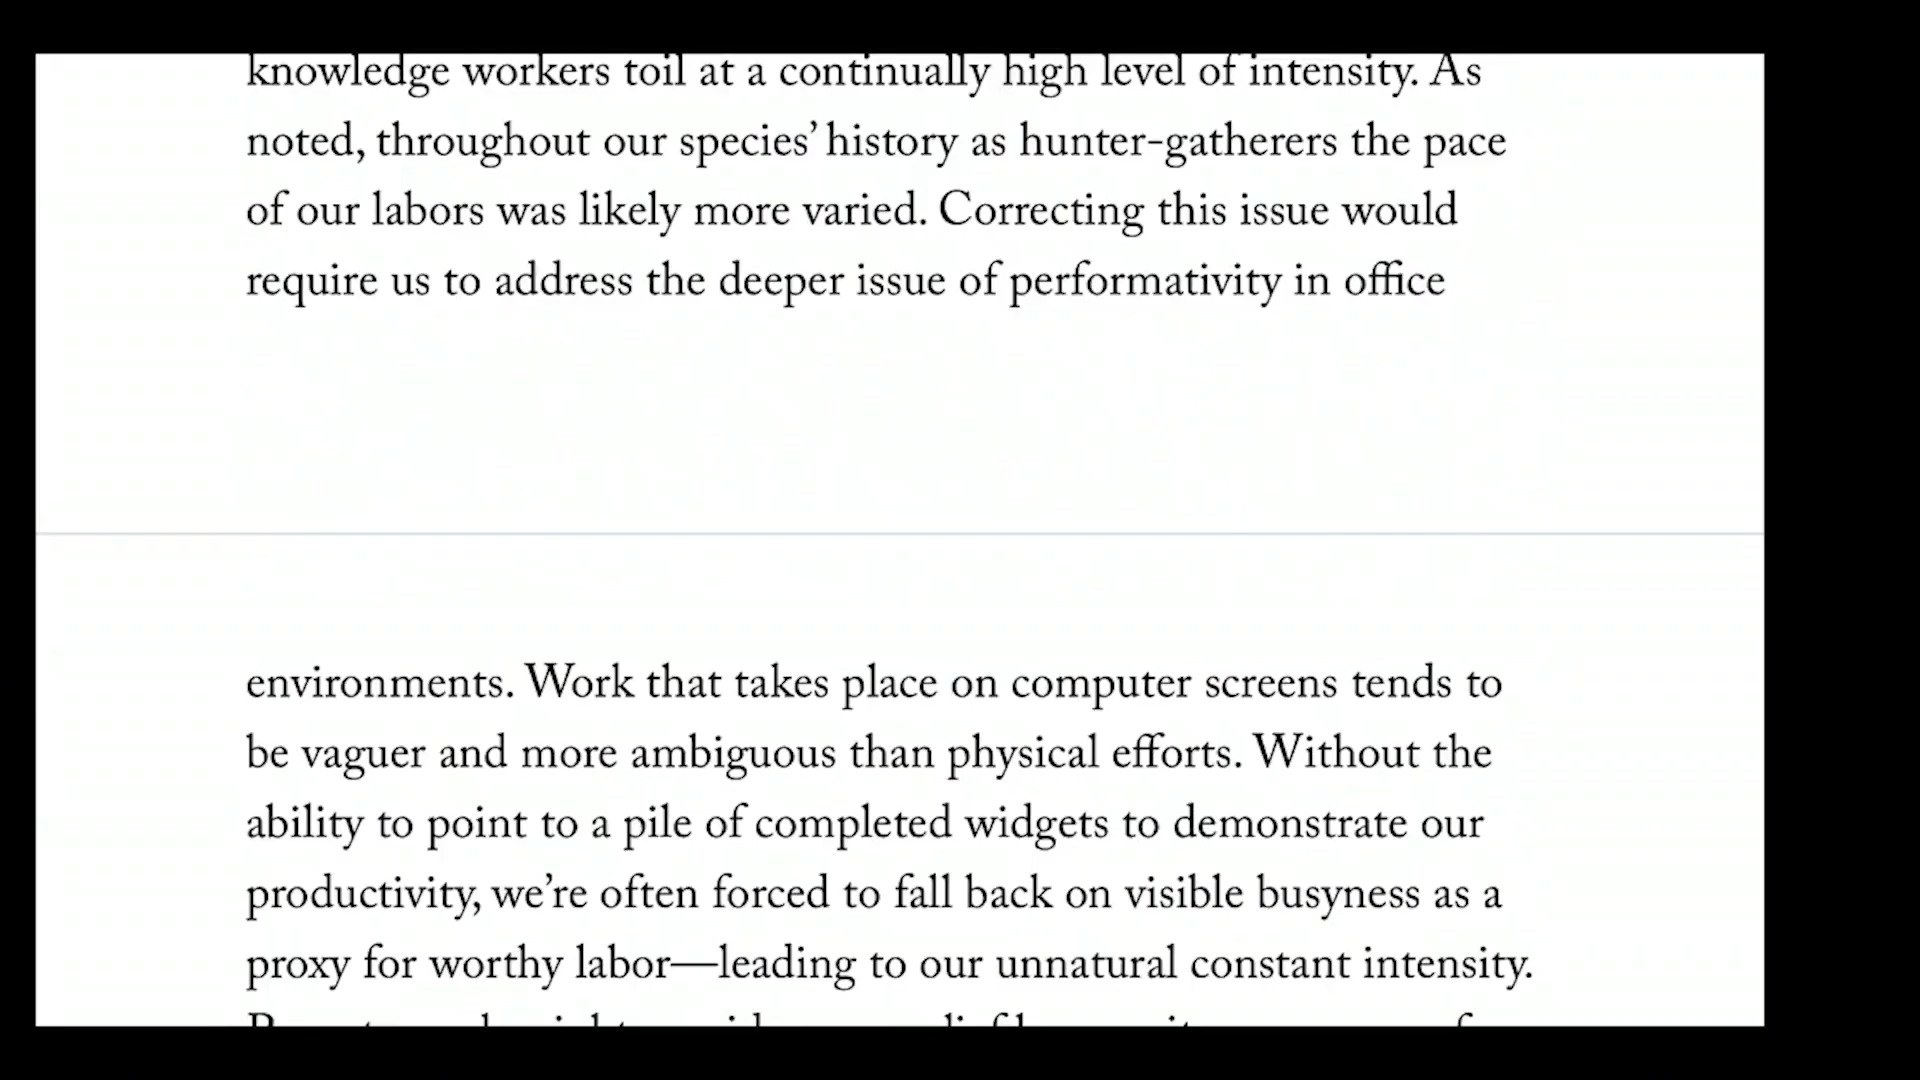 knowledge workers toil at a continually high level of intensity. As
noted, throughout our species’ history as hunter-gatherers the pace
of our labors was likely more varied. Correcting this issue would
require us to address the deeper issue of performativity in office
environments. Work that takes place on computer screens tends to
be vaguer and more ambiguous than physical efforts. Without the
ability to point to a pile of completed widgets to demonstrate our
productivity, we’re often forced to fall back on visible busyness as a
proxy for worthy labor—leading to our unnatural constant intensity.